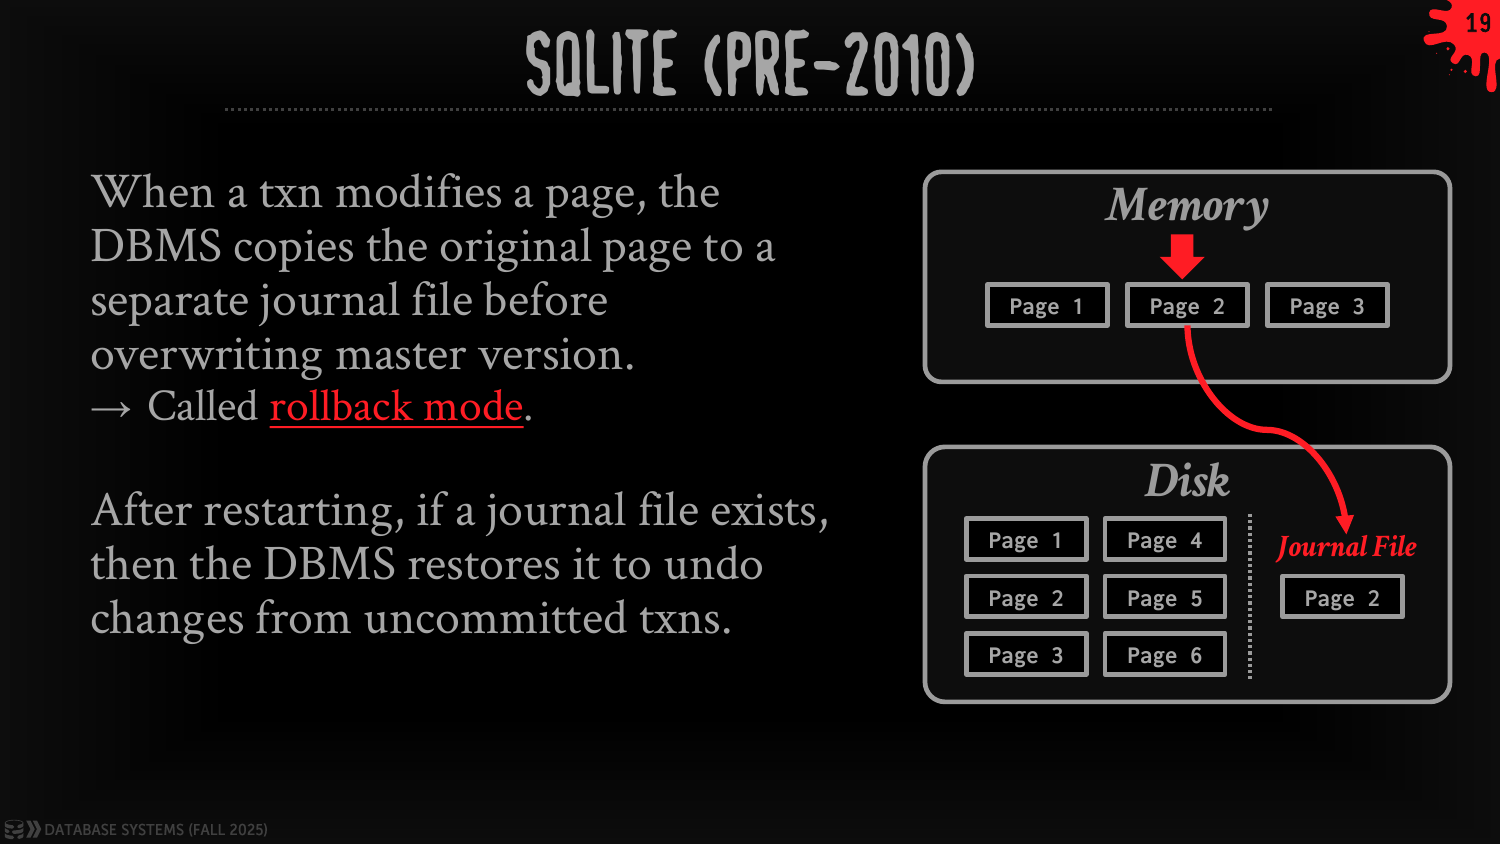 19
SQLITE (PRE-2010)
When a txn modifies a page, the
DBMS copies the original page to a
separate journal file before
overwriting master version.
→ Called rollback mode.
After restarting, if a journal file exists,
then the DBMS restores it to undo
changes from uncommitted txns.
Memory
Page 1 Page 2 Page 3
Disk
Journal File
Page 1 Page 4
Page 2 Page 5 Page 2
Page 3 Page 6
DATABASE SYSTEMS (FALL 2025)